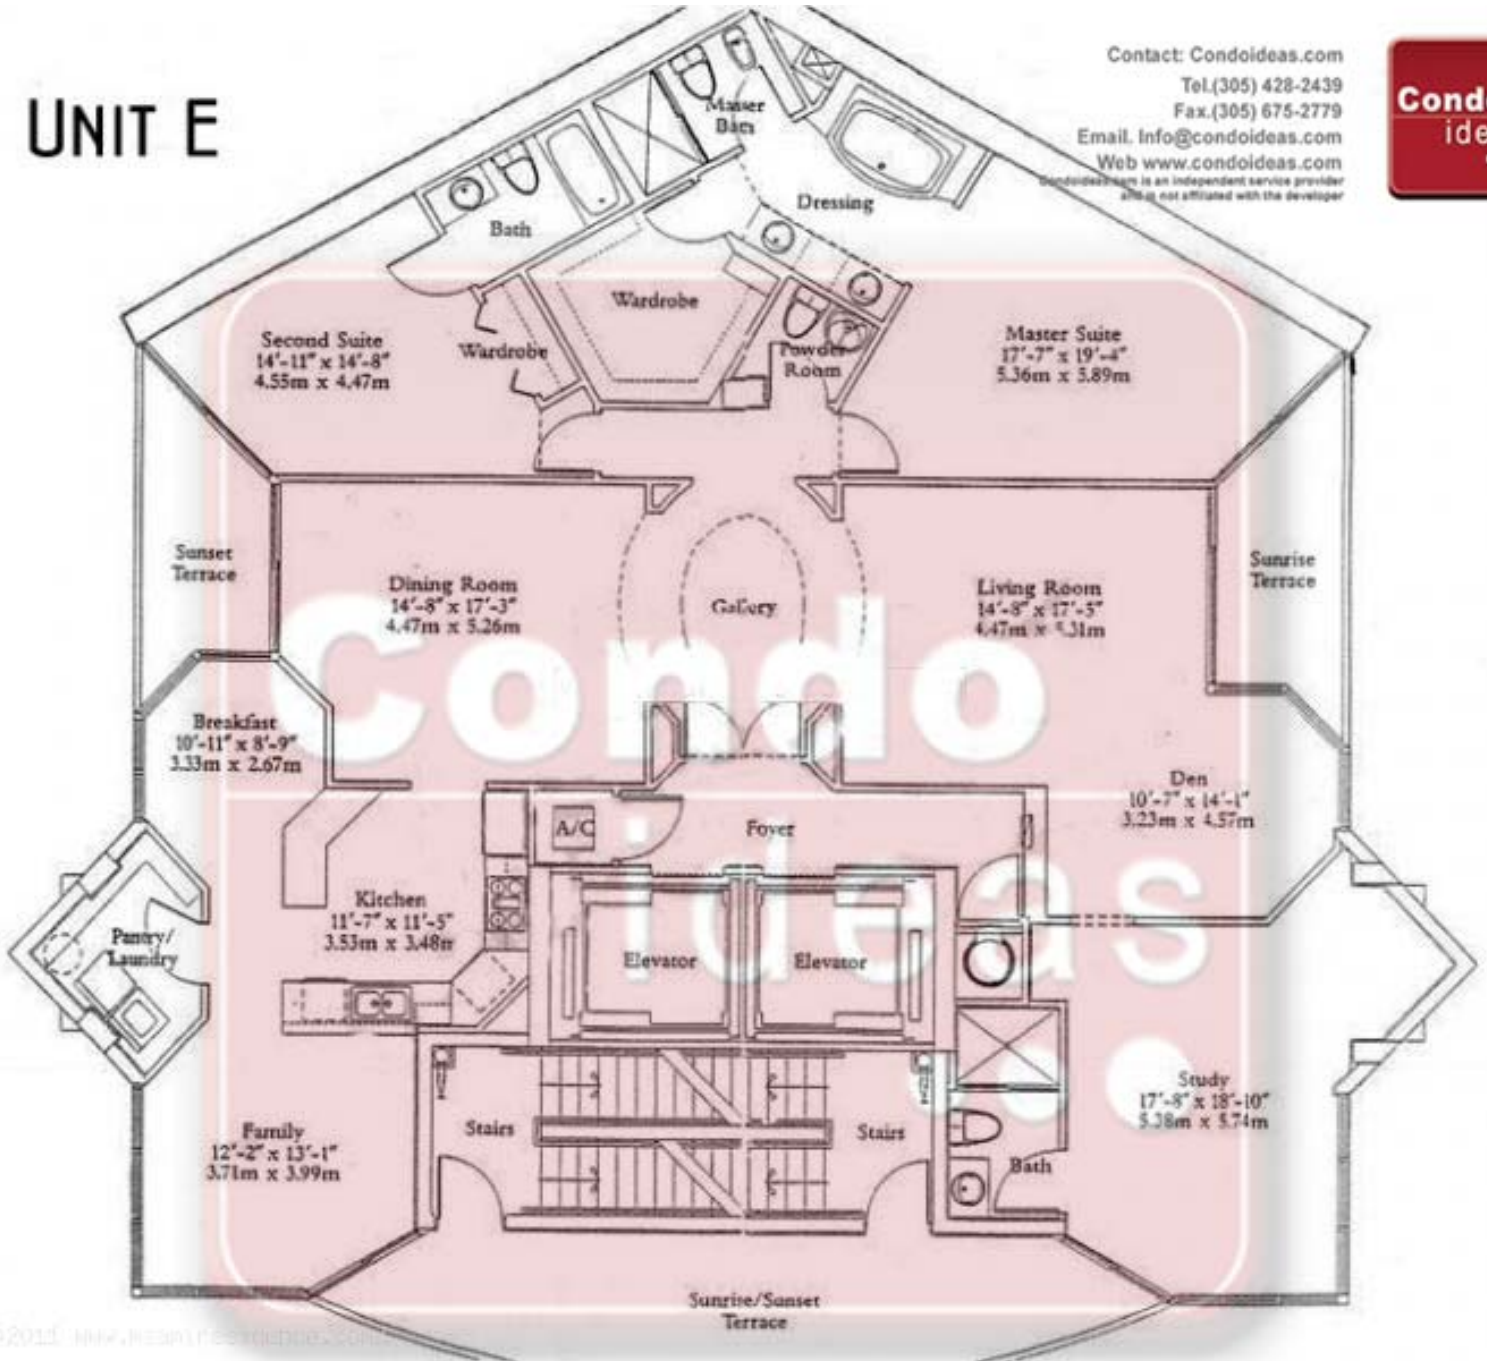 UNIT E
Contact: Condoideas.com
Tel.(305) 428-2439
Fax.(305) 675-2779
Email. Info@condoideas.com
Web www.condoideas.com
Condoideas.com is an independent service provider
and is not affiliated with the developer
Cond
ide
Master
Bath
Dressing
Bath
Wardrobe
Second Suite
14'-11" x 14'-8"
4.55m x 4.47m
Wardrobe
Powder
Room
Master Suite
17'-7" x 19'-4"
5.36m x 5.89m
Sunset
Terrace
Dining Room
14'-8" x 17'-3"
4.47m x 5.26m
Gallery
Living Room
14'-8" x 17'-5"
4.47m x 5.31m
Sunrise
Terrace
Condo
ideas
Breakfast
10'-11" x 8'-9"
3.33m x 2.67m
Den
10'-7" x 14'-1"
3.23m x 4.57m
A/C
Foyer
Kitchen
11'-7" x 11'-5"
3.53m x 3.48m
Pantry/
Laundry
Elevator
Elevator
Study
17'-8" x 18'-10"
5.38m x 5.74m
Family
12'-2" x 13'-1"
3.71m x 3.99m
Stairs
Stairs
Bath
Sunrise/Sunset
Terrace